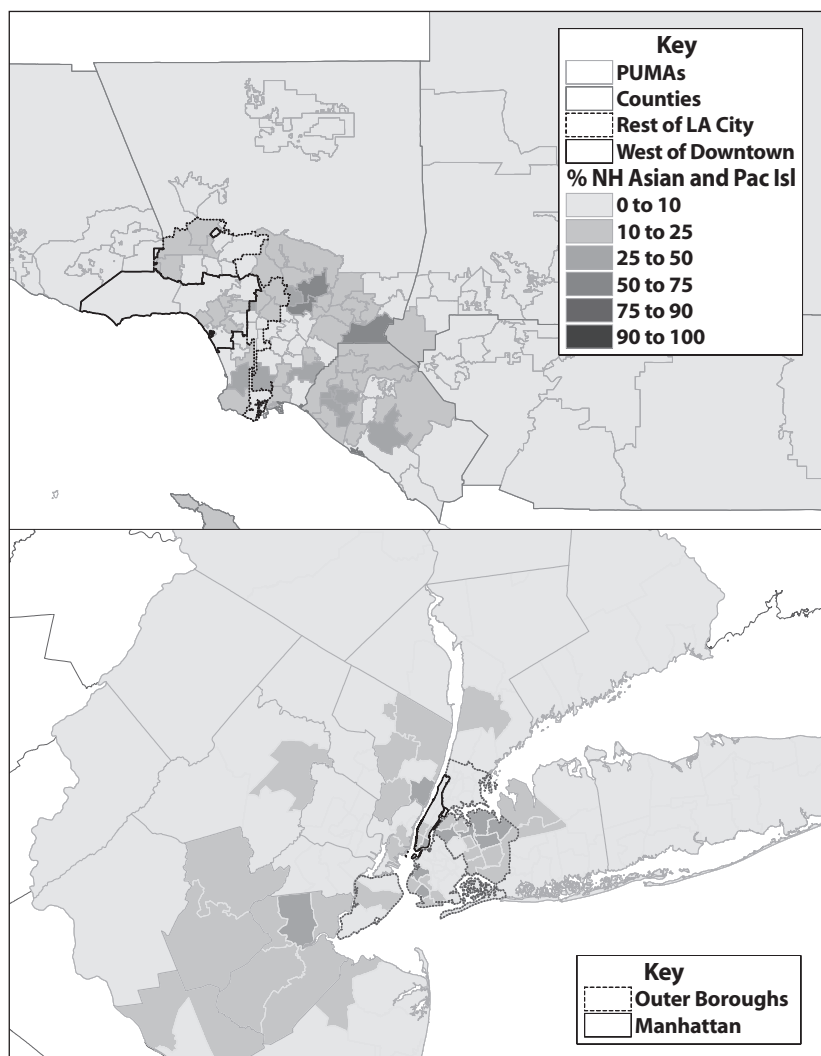 Key
PUMAs
Counties
Rest of LA City
West of Downtown
% NH Asian and Pac Isl
0 to 10
10 to 25
25 to 50
50 to 75
75 to 90
90 to 100
Key
Outer Boroughs
Manhattan